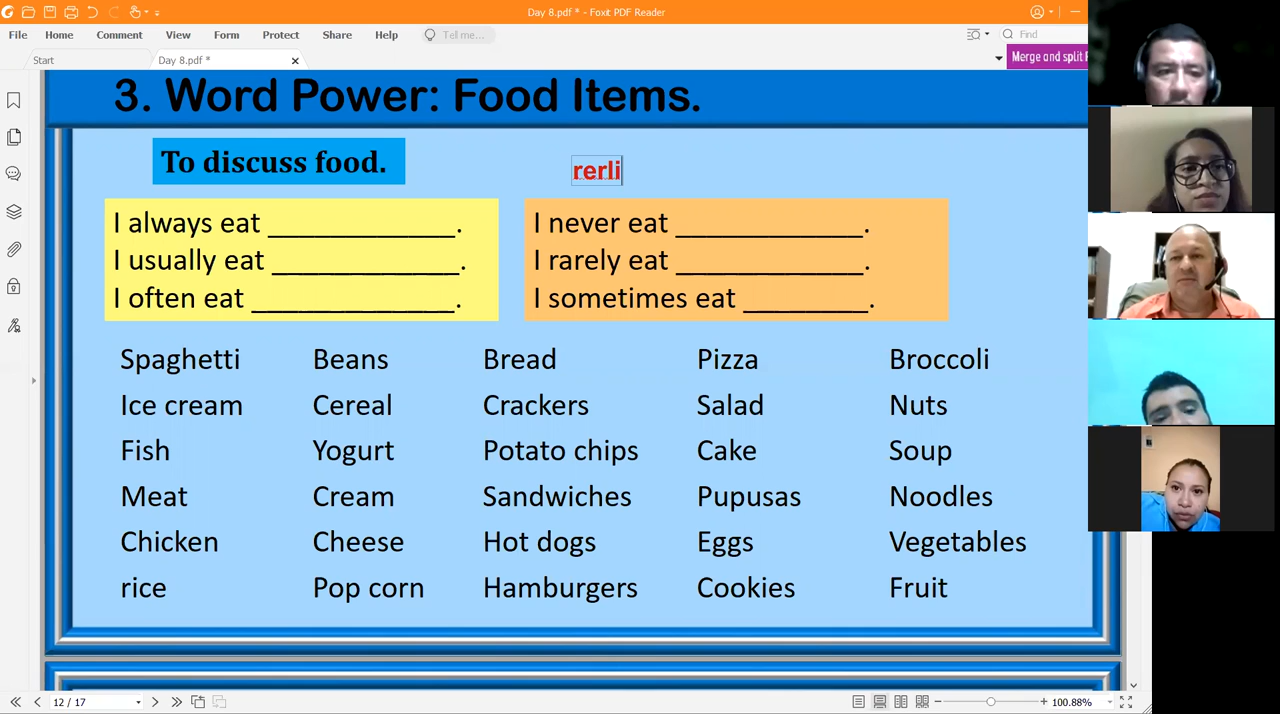 Day 8.pdf * - Foxit PDF Reader
File Home Comment View Form Protect Share Help Tell me... Find
Start Day 8.pdf *
Merge and split
3. Word Power: Food Items.
To discuss food.
rerli
I always eat _____________.
I usually eat _____________.
I often eat ______________.
I never eat _____________.
I rarely eat _____________.
I sometimes eat _________.
Spaghetti Beans Bread Pizza Broccoli
Ice cream Cereal Crackers Salad Nuts
Fish Yogurt Potato chips Cake Soup
Meat Cream Sandwiches Pupusas Noodles
Chicken Cheese Hot dogs Eggs Vegetables
rice Pop corn Hamburgers Cookies Fruit
12 / 17 100.88%